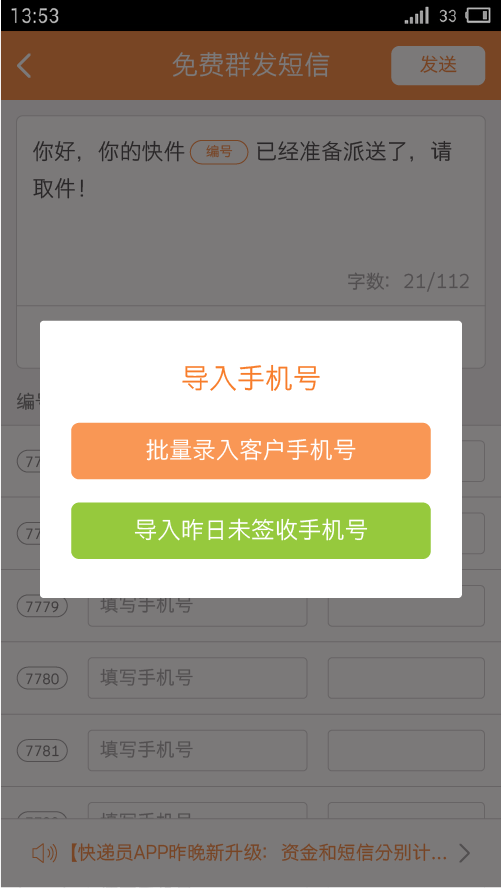 13:53 33
免费群发短信 发送
你好，你的快件 编号 已经准备派送了，请
取件！
字数：21/112
导入手机号
编号
批量录入客户手机号
77
导入昨日未签收手机号
77
7779 填写手机号
7780 填写手机号
7781 填写手机号
填写手机号
【快递员APP昨晚新升级：资金和短信分别计...